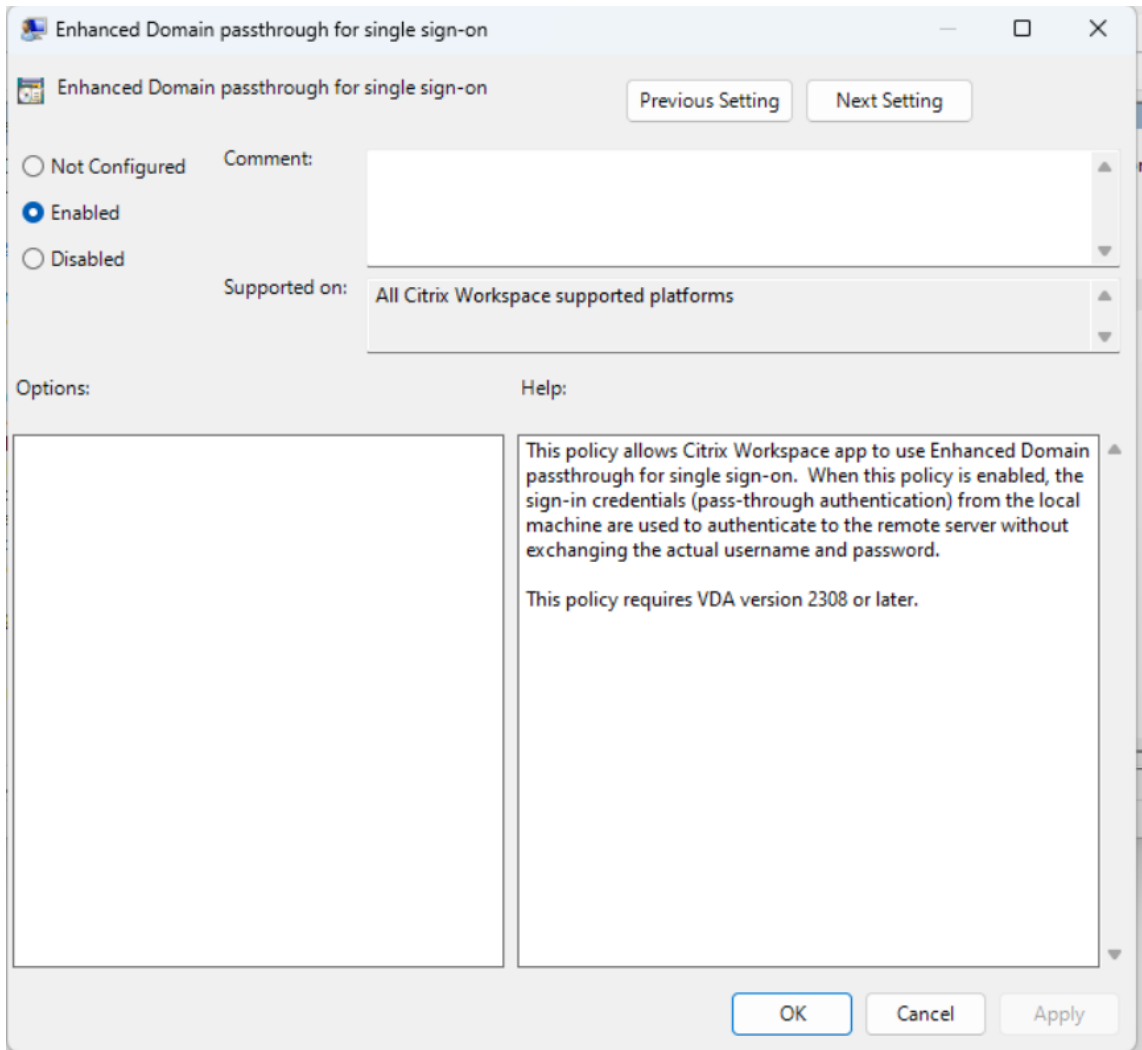 Enhanced Domain passthrough for single sign-on
Enhanced Domain passthrough for single sign-on
Previous Setting
Next Setting
Not Configured
Comment:
Enabled
Disabled
Supported on:
All Citrix Workspace supported platforms
Options:
Help:
This policy allows Citrix Workspace app to use Enhanced Domain
passthrough for single sign-on.  When this policy is enabled, the
sign-in credentials (pass-through authentication) from the local
machine are used to authenticate to the remote server without
exchanging the actual username and password.
This policy requires VDA version 2308 or later.
OK
Cancel
Apply